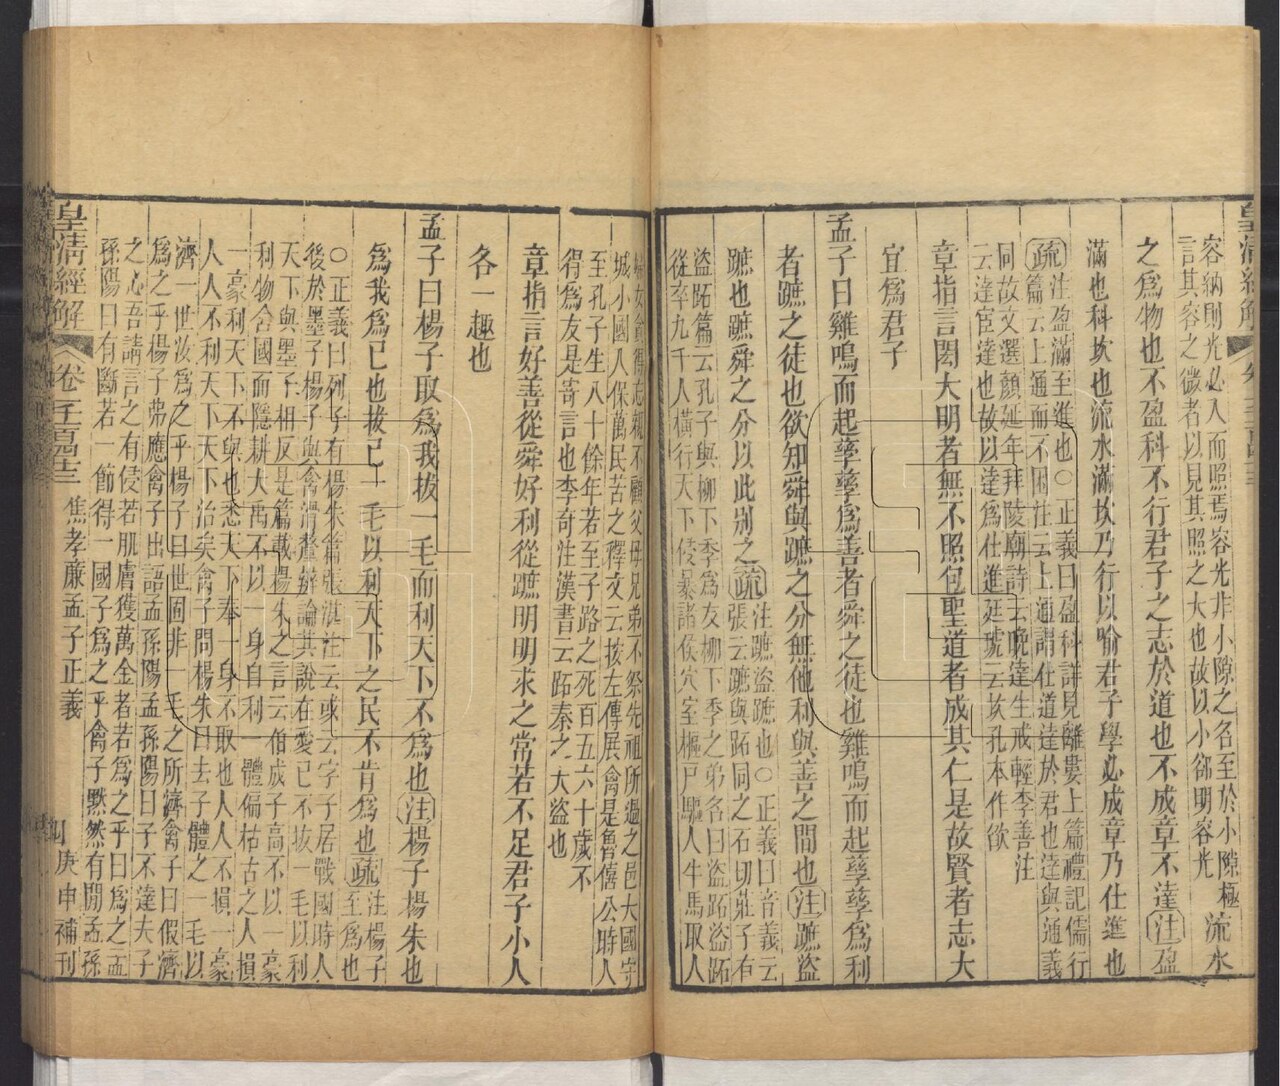 容納則光必入而照焉容光非小隙之名至於小隙極
言其容之微者以見其照之大也故以小郤明容光
流水
之爲物也不盈科不行君子之志於道也不成章不達注盈
滿也科坎也流水滿坎乃行以喻君子學必成章乃仕進也
疏注盈滿至進也○正義曰盈科詳見離婁上篇禮記儒行
篇云上通而不困注云上通謂仕道達於君也達與通義
同故文選顏延年拜陵廟詩云晚達生戒輕李善注
云達宦達也故以達爲仕進廷琥云坎孔本作欲
章指言閎大明者無不照包聖道者成其仁是故賢者志大
宜爲君子
孟子曰雞鳴而起孳孳爲善者舜之徒也雞鳴而起孳孳爲利
者蹠之徒也欲知舜與蹠之分無他利與善之間也注蹠盜
蹠也蹠舜之分以此別之疏注蹠盜蹠也○正義曰音義云
張云蹠與跖同之石切莊子有
盜跖篇云孔子與柳下季爲友柳下季之弟名曰盜跖盜跖
從卒九千人橫行天下侵暴諸侯穴室樞戶驅人牛馬取人
婦女貪得忘親不顧父母兄弟不祭先祖所過之邑大國守
城小國人保萬民苦之釋文云按左傳展禽是魯僖公時人
至孔子生八十餘年若至子路之死百五六十歲不
得爲友是寄言也李奇注漢書云跖秦之大盜也
章指言好善從舜好利從蹠明明求之常若不足君子小人
各一趣也
孟子曰楊子取爲我拔一毛而利天下不爲也注楊子楊朱也
爲我爲已也拔已一毛以利天下之民不肯爲也疏注楊子
至爲也
○正義曰列子有楊朱篇張湛注云或云字子居戰國時人
後於墨子楊子與禽滑釐辨論其說在愛已不拔一毛以利
天下與墨子相反是篇載楊朱之言云伯成子高不以一豪
利物舍國而隱耕大禹不以一身自利一體偏枯古之人損
一豪利天下不與也悉天下奉一身不取也人人不損一豪
人人不利天下天下治矣禽子問楊朱曰去子體之一毛以
濟一世汝爲之乎楊子曰世固非一毛之所濟禽子曰假濟
爲之乎楊子弗應禽子出語孟孫陽孟孫陽曰子不達夫子
之心吾請言之有侵若肌膚獲萬金者若爲之乎曰爲之孟
孫陽曰有斷若一節得一國子爲之乎禽子默然有閒孟孫
皇清經解
卷一千一百四十三
焦孝廉孟子正義
庚申補刊